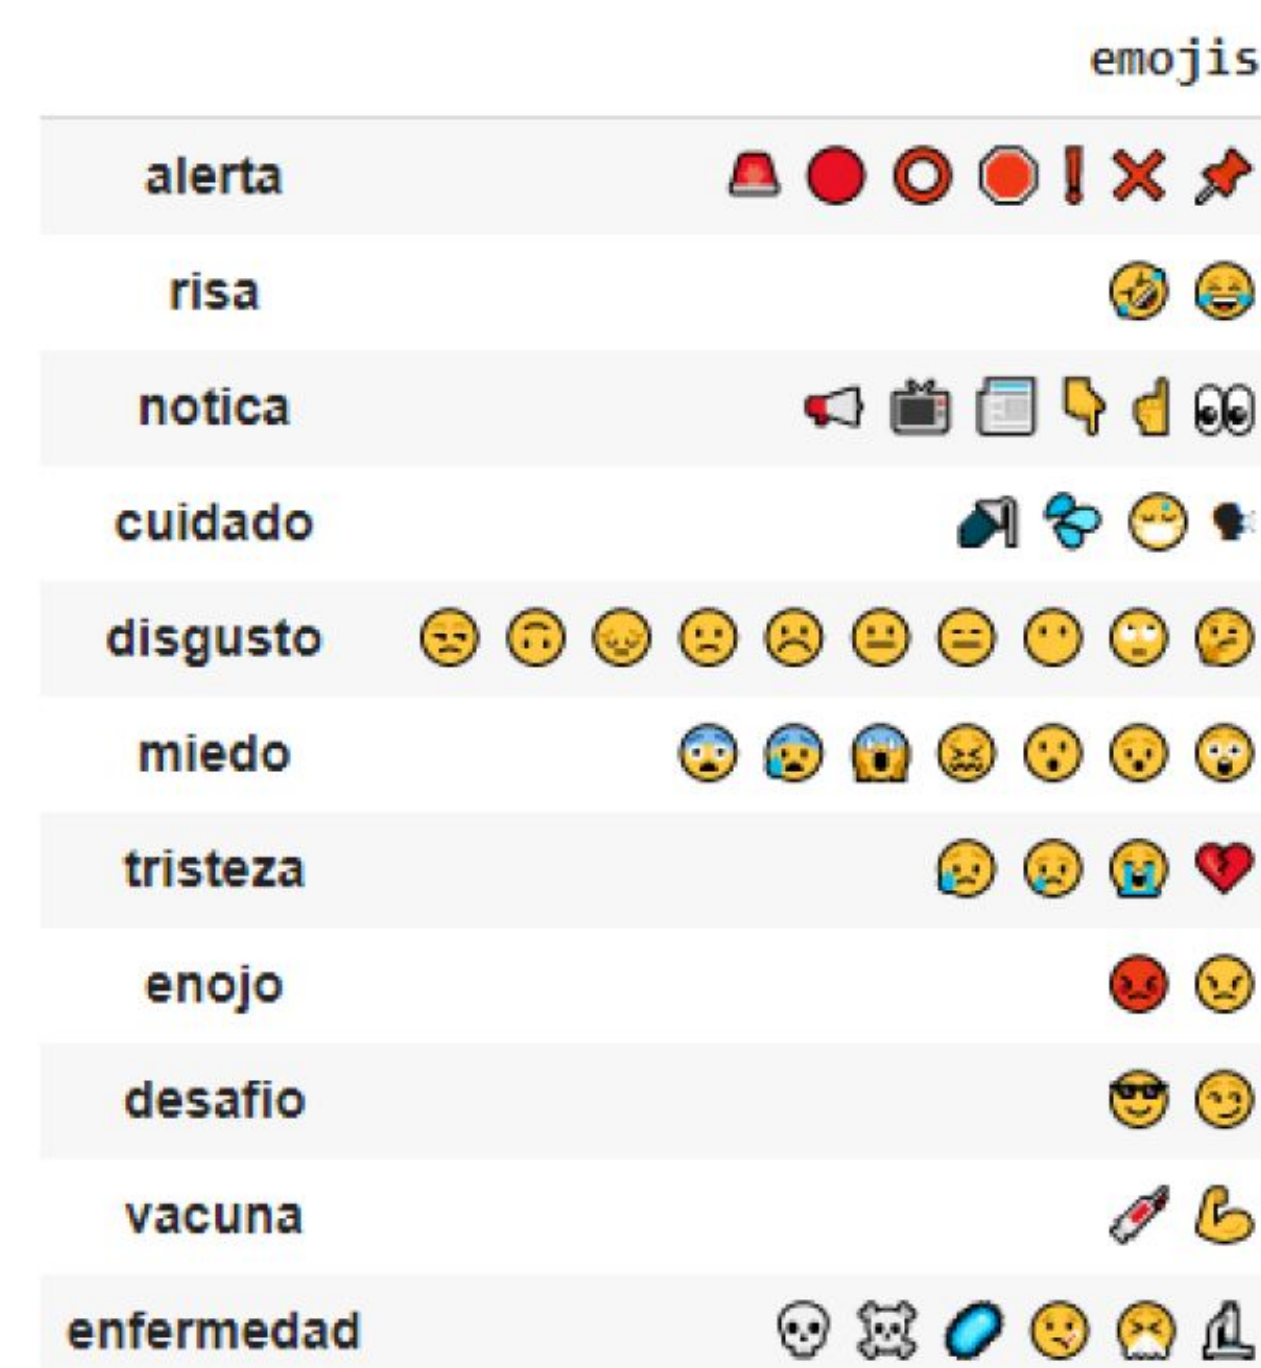 emojis
alerta 🚨 🔴 ⭕ 🛑 ❗ ❌ 📌
risa 🤣 😂
notica 📢 📺 📰 👇 ☝ 👀
cuidado 💦 😷 🗣
disgusto 😒 🙃 😔 😕 ☹ 😐 😑 😶 🙄 🤔
miedo 😨 😰 😱 😖 😮 😯 😲
tristeza 😥 😢 😭 💔
enojo 😡 😠
desafio 😎 😏
vacuna 💉 💪
enfermedad 💀 ☠ 🤒 🤧 🔬